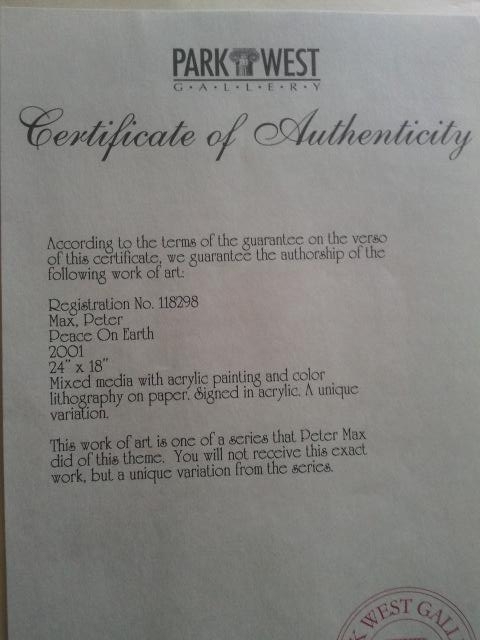 PARK WEST
G·A·L·L·E·R·Y
Certificate of Authenticity
According to the terms of the guarantee on the verso
of this certificate, we guarantee the authorship of the
following work of art:
Registration No. 118298
Max, Peter
Peace On Earth
2001
24" x 18"
Mixed media with acrylic painting and color
lithography on paper. Signed in acrylic. A unique
variation.
This work of art is one of a series that Peter Max
did of this theme. You will not receive this exact
work, but a unique variation from the series.
WEST GALL